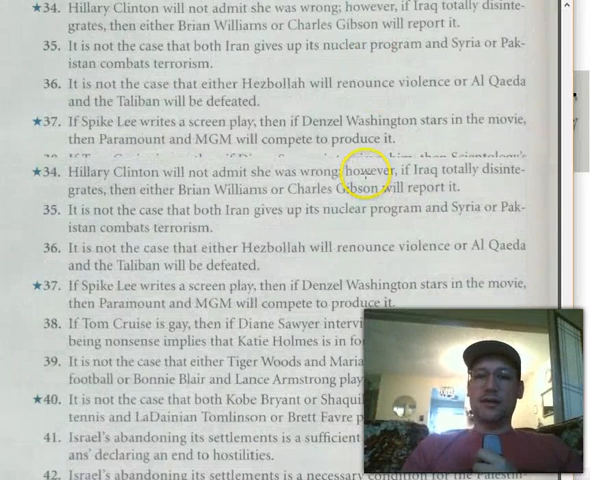 ★34. Hillary Clinton will not admit she was wrong; however, if Iraq totally disinte-
grates, then either Brian Williams or Charles Gibson will report it.
35. It is not the case that both Iran gives up its nuclear program and Syria or Pak-
istan combats terrorism.
36. It is not the case that either Hezbollah will renounce violence or Al Qaeda
and the Taliban will be defeated.
★37. If Spike Lee writes a screen play, then if Denzel Washington stars in the movie,
then Paramount and MGM will compete to produce it.
★34. Hillary Clinton will not admit she was wrong; however, if Iraq totally disinte-
grates, then either Brian Williams or Charles Gibson will report it.
35. It is not the case that both Iran gives up its nuclear program and Syria or Pak-
istan combats terrorism.
36. It is not the case that either Hezbollah will renounce violence or Al Qaeda
and the Taliban will be defeated.
★37. If Spike Lee writes a screen play, then if Denzel Washington stars in the movie,
then Paramount and MGM will compete to produce it.
38. If Tom Cruise is gay, then if Diane Sawyer
being nonsense implies that Katie Holmes is in
39. It is not the case that either Tiger Woods and
football or Bonnie Blair and Lance Armstrong play
★40. It is not the case that both Kobe Bryant or
tennis and LaDainian Tomlinson or Brett Favre
41. Israel's abandoning its settlements is a sufficient
ans' declaring an end to hostilities.
42. Israel's abandoning its settlements is a necessary condition for the